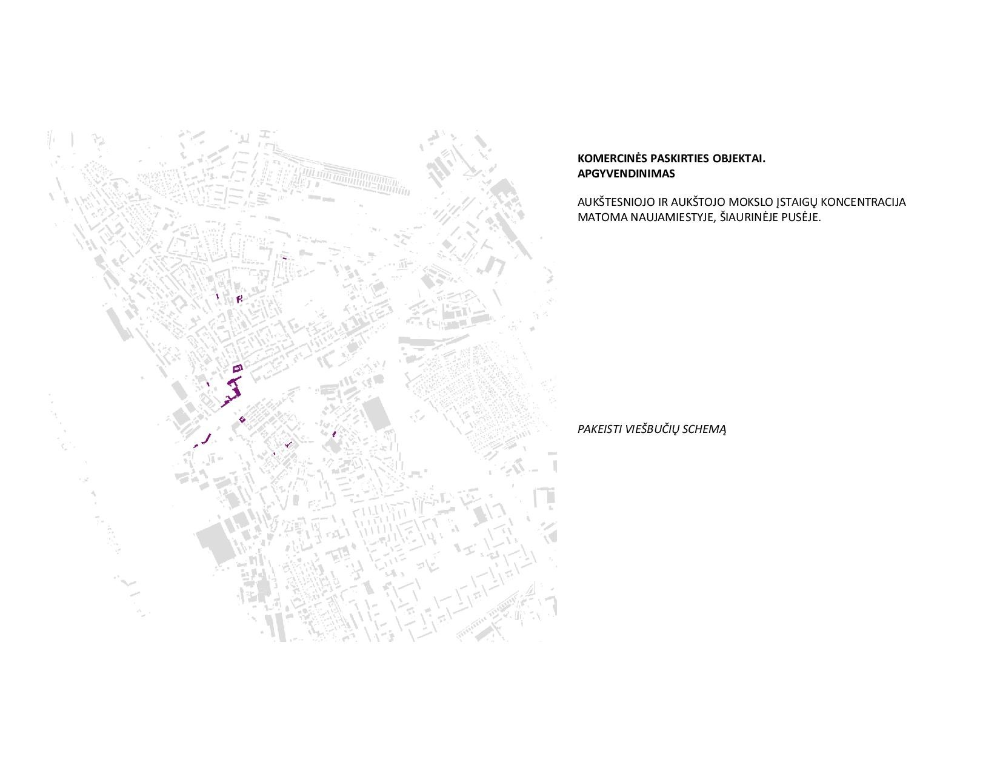 KOMERCINĖS PASKIRTIES OBJEKTAI.
APGYVENDINIMAS
AUKŠTESNIOJO IR AUKŠTOJO MOKSLO ĮSTAIGŲ KONCENTRACIJA
MATOMA NAUJAMIESTYJE, ŠIAURINĖJE PUSĖJE.
PAKEISTI VIEŠBUČIŲ SCHEMĄ